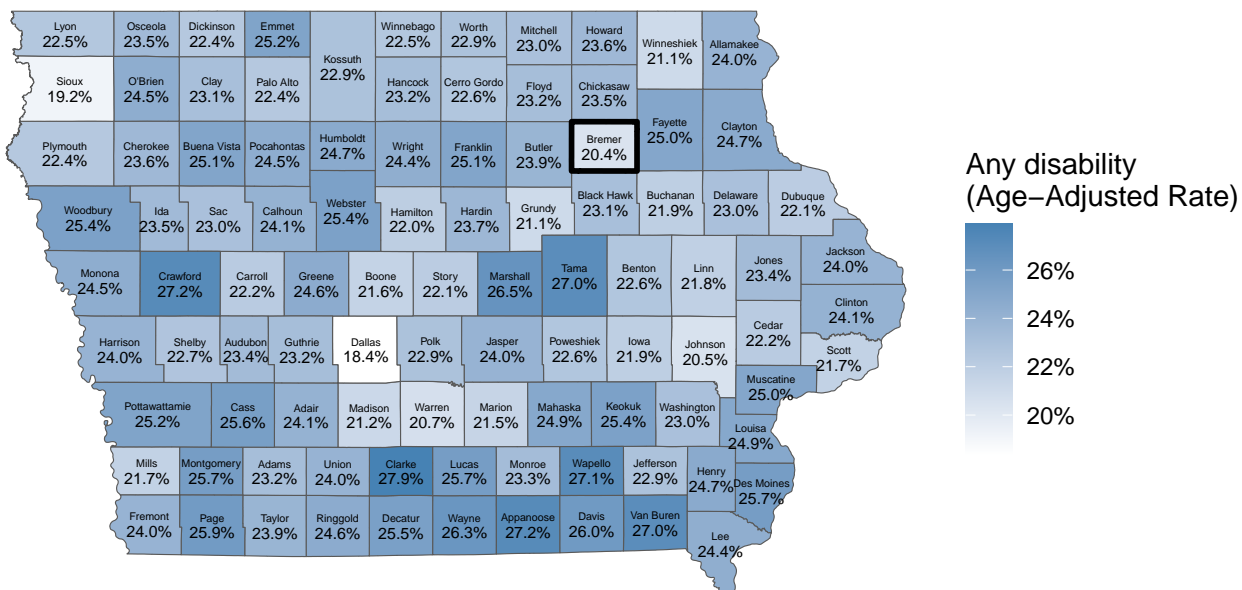 Lyon
22.5%
Osceola
23.5%
Dickinson
22.4%
Emmet
25.2%
Kossuth
22.9%
Winnebago
22.5%
Worth
22.9%
Mitchell
23.0%
Howard
23.6%
Winneshiek
21.1%
Allamakee
24.0%
Sioux
19.2%
O'Brien
24.5%
Clay
23.1%
Palo Alto
22.4%
Hancock
23.2%
Cerro Gordo
22.6%
Floyd
23.2%
Chickasaw
23.5%
Fayette
25.0%
Clayton
24.7%
Plymouth
22.4%
Cherokee
23.6%
Buena Vista
25.1%
Pocahontas
24.5%
Humboldt
24.7%
Wright
24.4%
Franklin
25.1%
Butler
23.9%
Bremer
20.4%
Woodbury
25.4%
Ida
23.5%
Sac
23.0%
Calhoun
24.1%
Webster
25.4%
Hamilton
22.0%
Hardin
23.7%
Grundy
21.1%
Black Hawk
23.1%
Buchanan
21.9%
Delaware
23.0%
Dubuque
22.1%
Monona
24.5%
Crawford
27.2%
Carroll
22.2%
Greene
24.6%
Boone
21.6%
Story
22.1%
Marshall
26.5%
Tama
27.0%
Benton
22.6%
Linn
21.8%
Jones
23.4%
Jackson
24.0%
Clinton
24.1%
Harrison
24.0%
Shelby
22.7%
Audubon
23.4%
Guthrie
23.2%
Dallas
18.4%
Polk
22.9%
Jasper
24.0%
Poweshiek
22.6%
Iowa
21.9%
Johnson
20.5%
Cedar
22.2%
Scott
21.7%
Muscatine
25.0%
Pottawattamie
25.2%
Cass
25.6%
Adair
24.1%
Madison
21.2%
Warren
20.7%
Marion
21.5%
Mahaska
24.9%
Keokuk
25.4%
Washington
23.0%
Louisa
24.9%
Mills
21.7%
Montgomery
25.7%
Adams
23.2%
Union
24.0%
Clarke
27.9%
Lucas
25.7%
Monroe
23.3%
Wapello
27.1%
Jefferson
22.9%
Henry
24.7%
Des Moines
25.7%
Fremont
24.0%
Page
25.9%
Taylor
23.9%
Ringgold
24.6%
Decatur
25.5%
Wayne
26.3%
Appanoose
27.2%
Davis
26.0%
Van Buren
27.0%
Lee
24.4%
Any disability
(Age−Adjusted Rate)
26%
24%
22%
20%